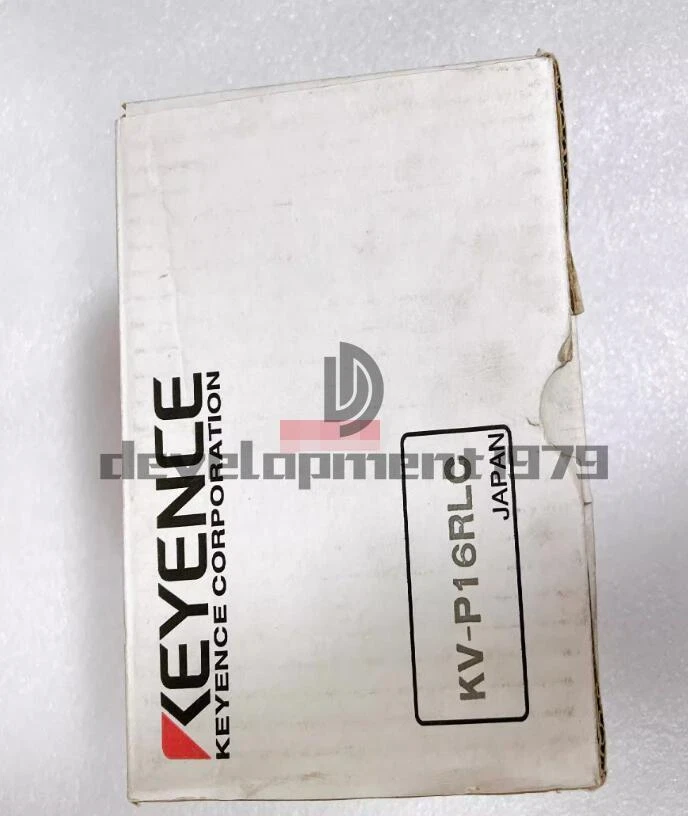 KEYENCE
KEYENCE CORPORATION
KV-P16RLC
JAPAN
development1979